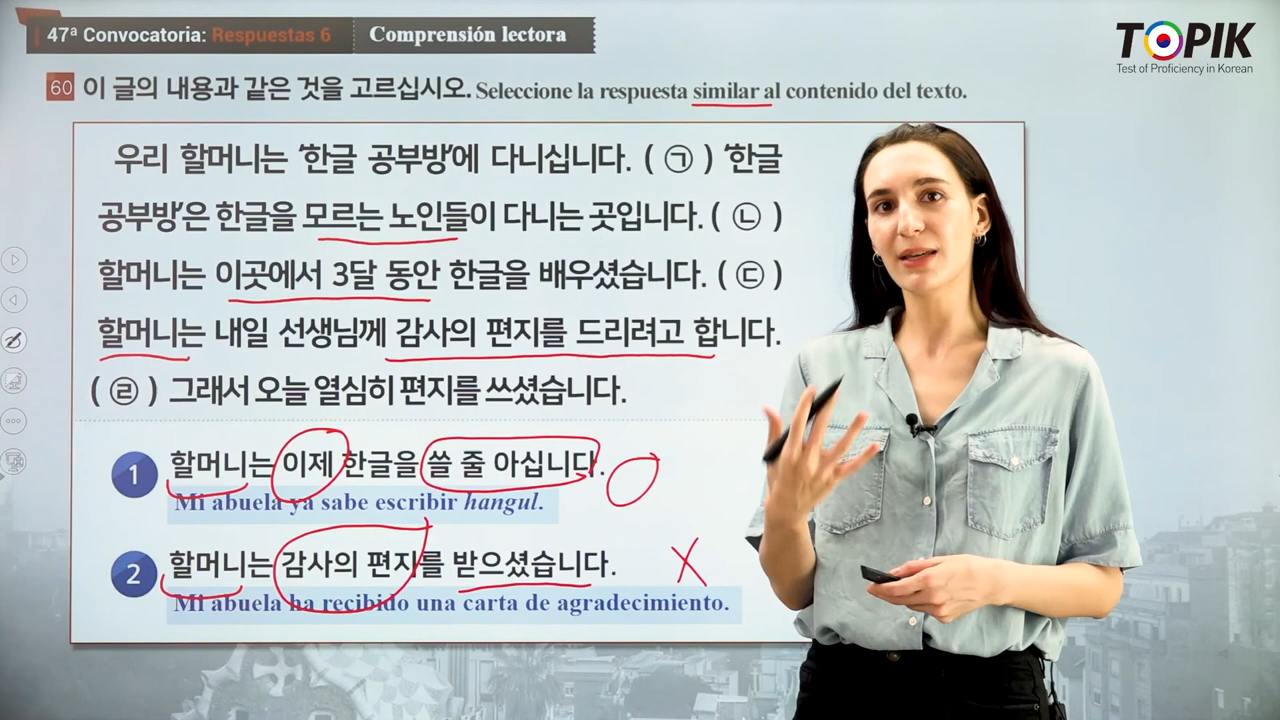 47ª Convocatoria: Respuestas 6 Comprensión lectora
TOPIK
Test of Proficiency in Korean
60 이 글의 내용과 같은 것을 고르십시오. Seleccione la respuesta similar al contenido del texto.
우리 할머니는 ‘한글 공부방’에 다니십니다. ( ㉠ ) ‘한글
공부방’은 한글을 모르는 노인들이 다니는 곳입니다. ( ㉡ )
할머니는 이곳에서 3달 동안 한글을 배우셨습니다. ( ㉢ )
할머니는 내일 선생님께 감사의 편지를 드리려고 합니다.
( ㉣ ) 그래서 오늘 열심히 편지를 쓰셨습니다.
1 할머니는 이제 한글을 쓸 줄 아십니다.
Mi abuela ya sabe escribir hangul.
2 할머니는 감사의 편지를 받으셨습니다.
Mi abuela ha recibido una carta de agradecimiento.